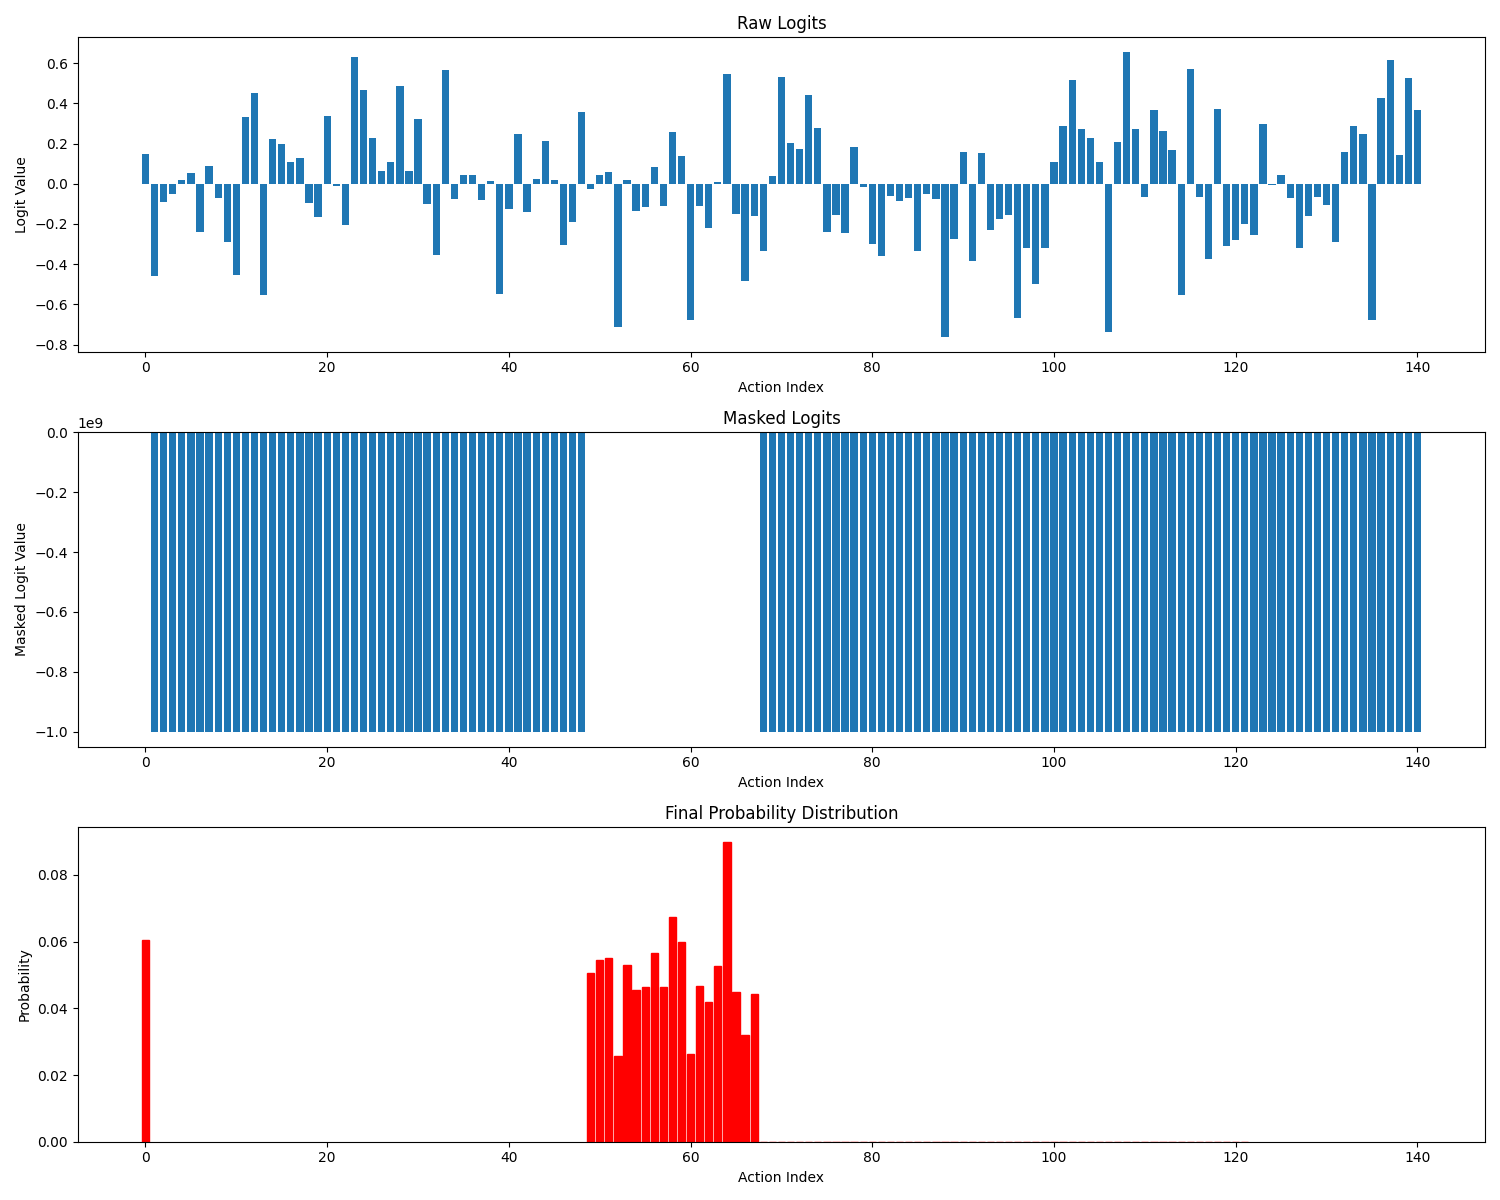 Raw Logits
Logit Value
0.6
0.4
0.2
0.0
−0.2
−0.4
−0.6
−0.8
0 20 40 60 80 100 120 140
Action Index
Masked Logits
1e9
Masked Logit Value
0.0
−0.2
−0.4
−0.6
−0.8
−1.0
0 20 40 60 80 100 120 140
Action Index
Final Probability Distribution
Probability
0.08
0.06
0.04
0.02
0.00
0 20 40 60 80 100 120 140
Action Index